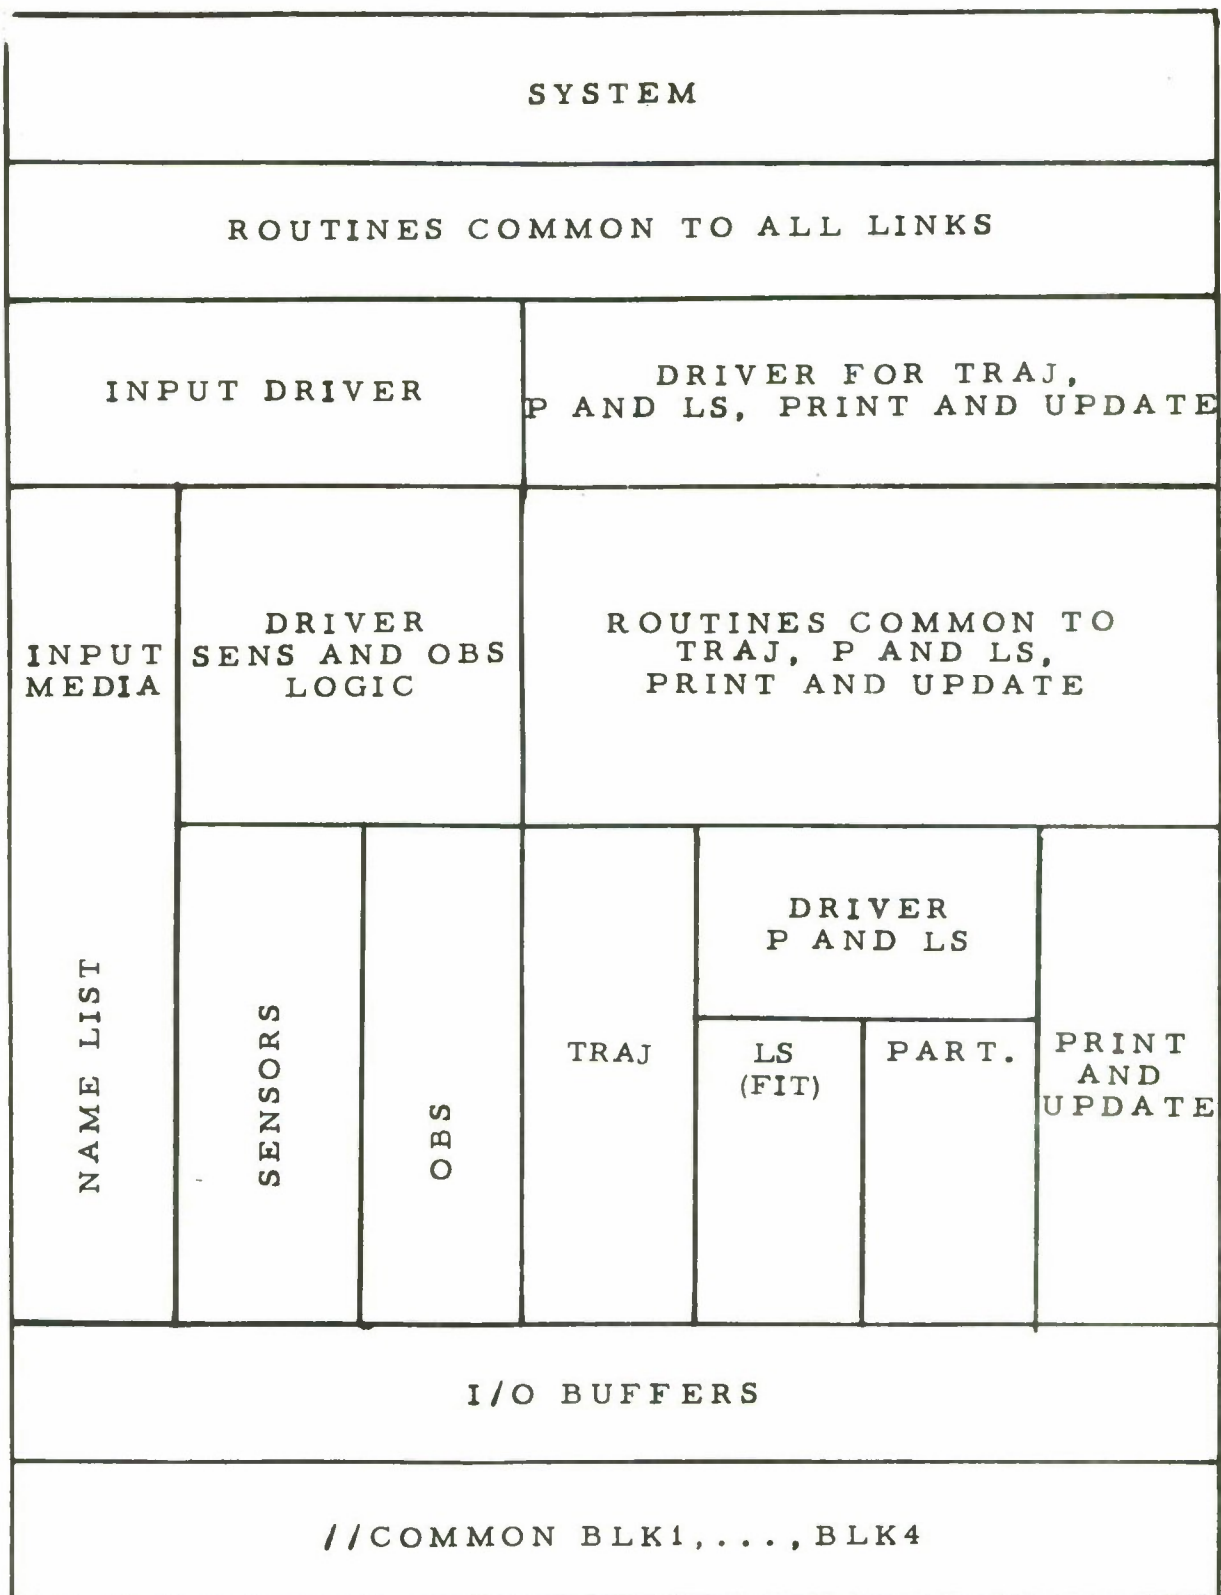 SYSTEM
ROUTINES COMMON TO ALL LINKS
INPUT DRIVER
DRIVER FOR TRAJ,
P AND LS, PRINT AND UPDATE
INPUT
MEDIA
NAME LIST
DRIVER
SENS AND OBS
LOGIC
ROUTINES COMMON TO
TRAJ, P AND LS,
PRINT AND UPDATE
SENSORS
OBS
TRAJ
DRIVER
P AND LS
LS
(FIT)
PART.
PRINT
AND
UPDATE
I/O BUFFERS
//COMMON BLK1,...,BLK4